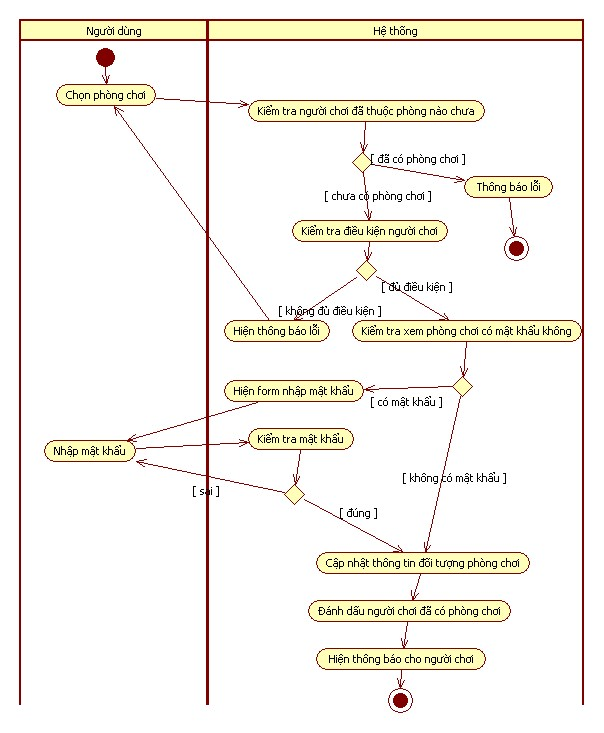 Người dùng
Hệ thống
Chọn phòng chơi
Kiểm tra người chơi đã thuộc phòng nào chưa
[ đã có phòng chơi ]
Thông báo lỗi
[ chưa có phòng chơi ]
Kiểm tra điều kiện người chơi
[ đủ điều kiện ]
[ không đủ điều kiện ]
Hiện thông báo lỗi
Kiểm tra xem phòng chơi có mật khẩu không
Hiện form nhập mật khẩu
[ có mật khẩu ]
Kiểm tra mật khẩu
Nhập mật khẩu
[ không có mật khẩu ]
[ sai ]
[ đúng ]
Cập nhật thông tin đối tượng phòng chơi
Đánh dấu người chơi đã có phòng chơi
Hiện thông báo cho người chơi